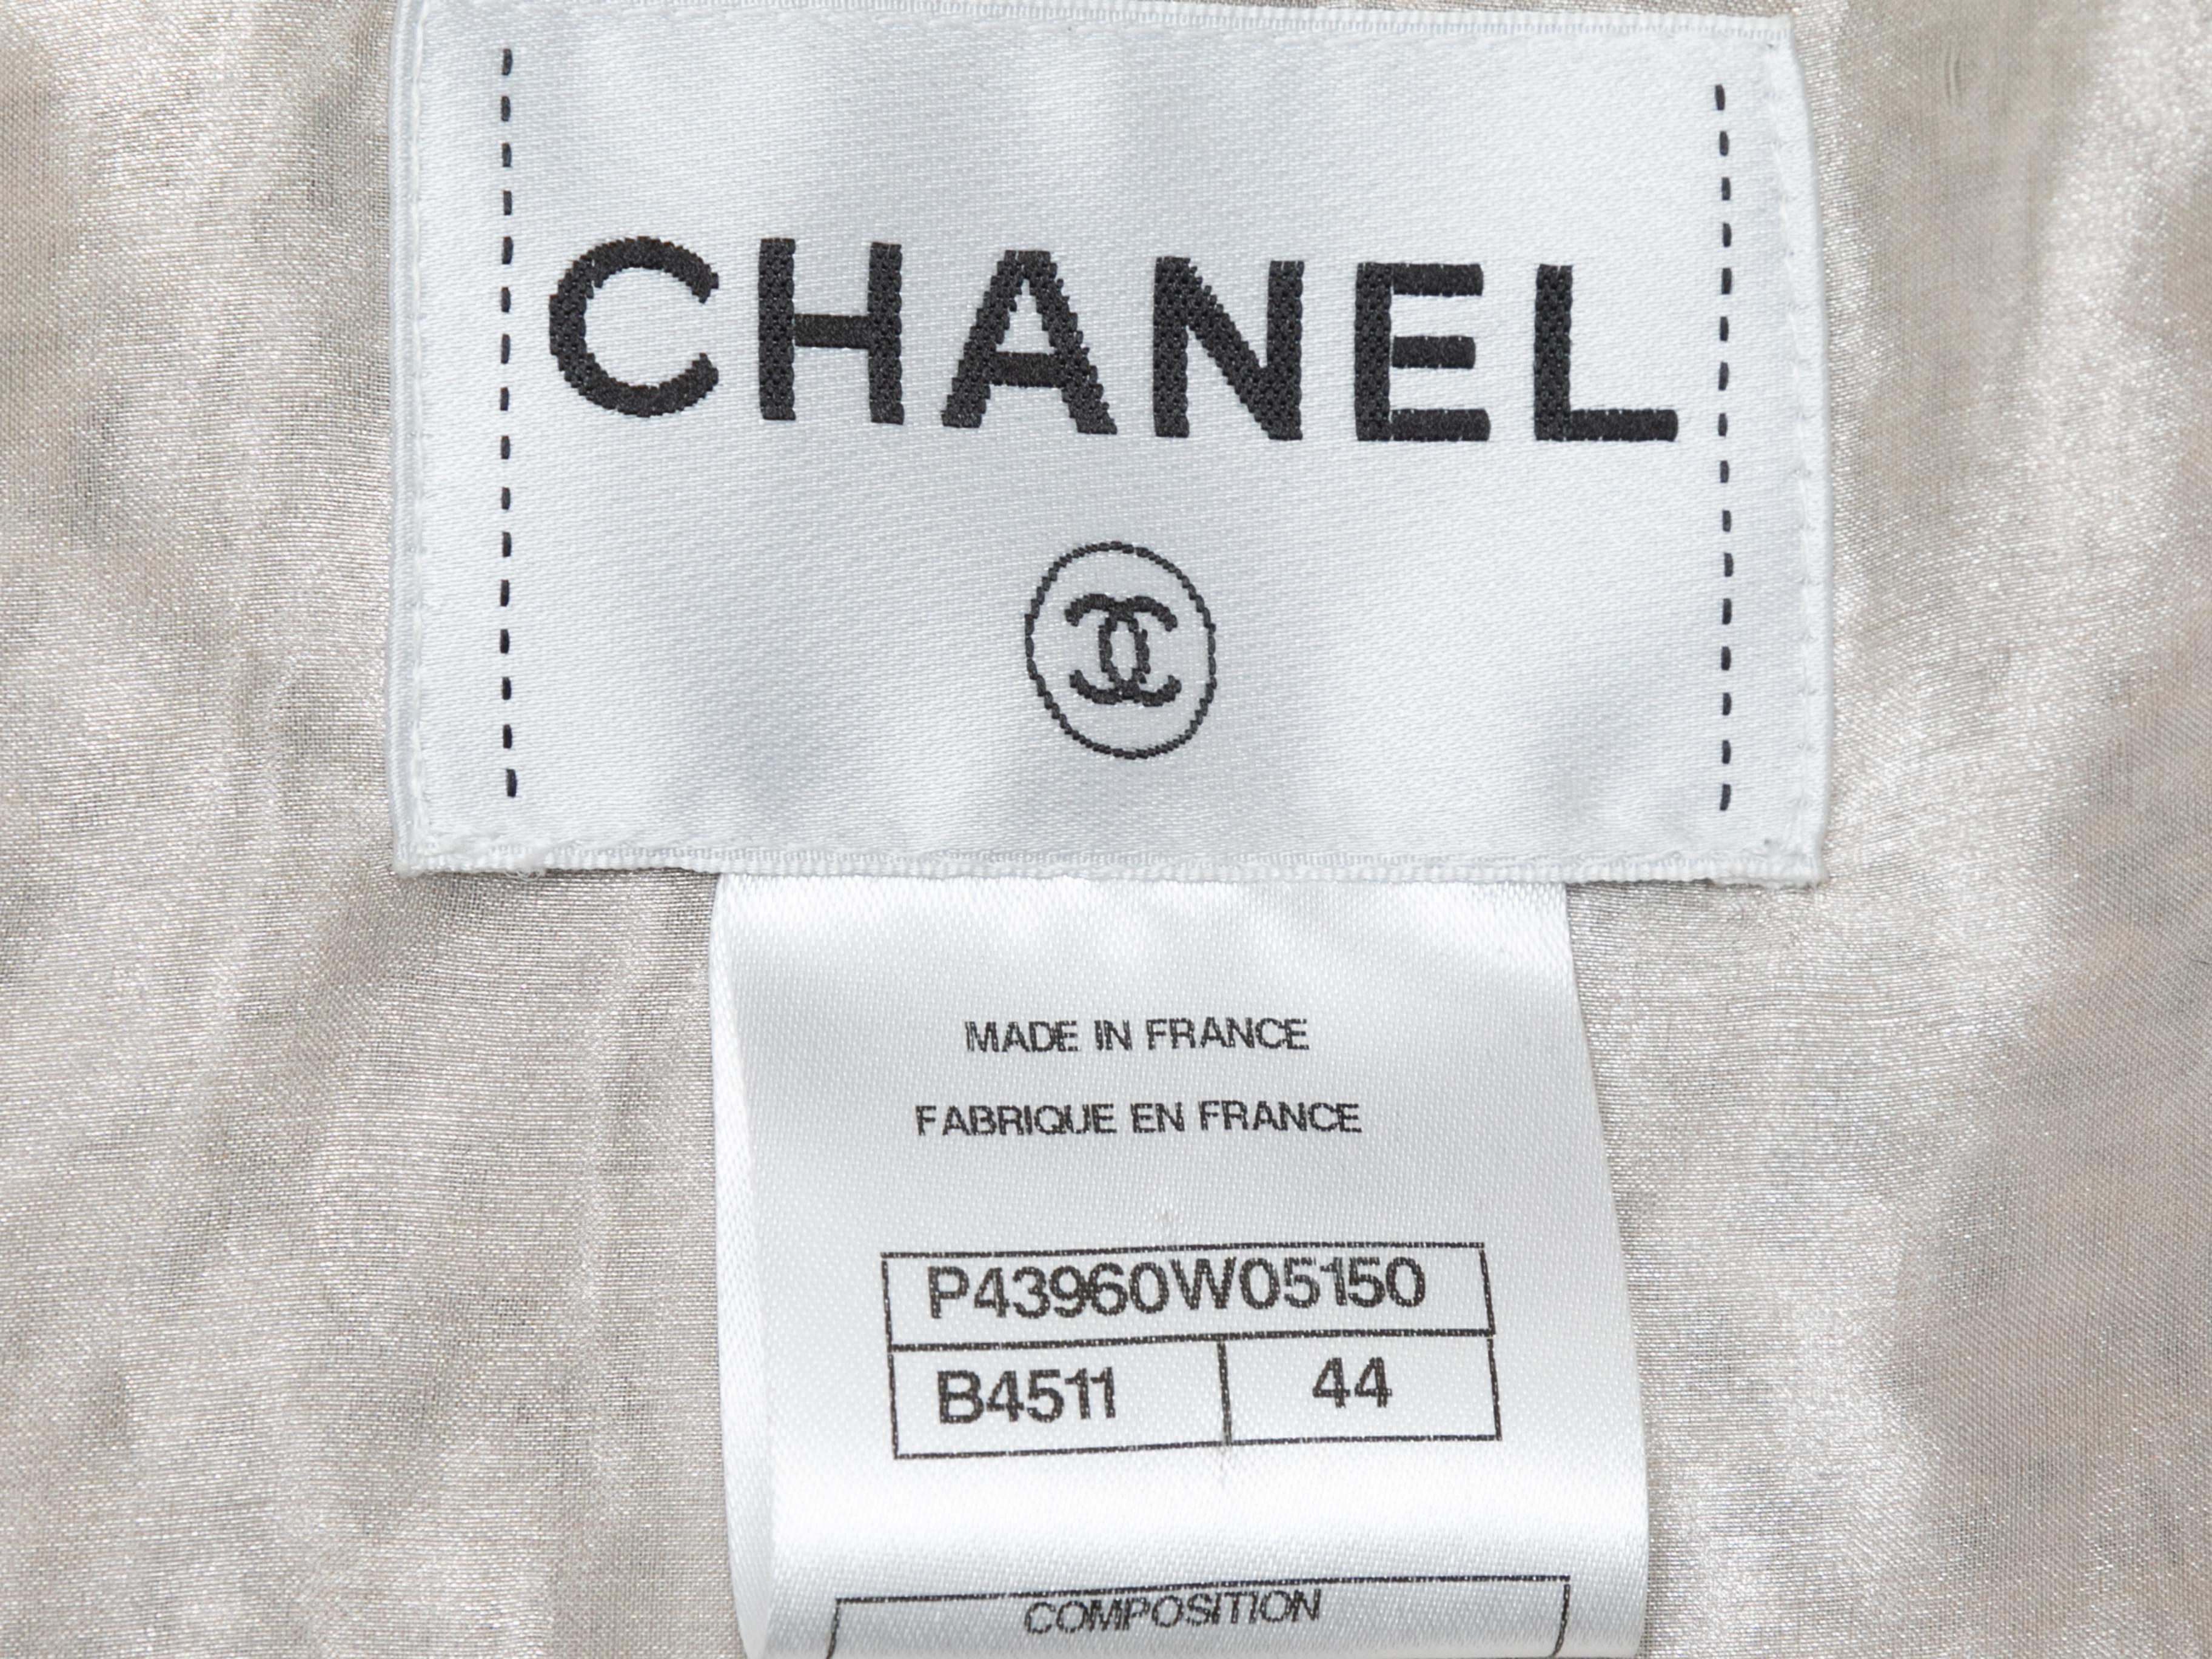 CHANEL
MADE IN FRANCE
FABRIQUE EN FRANCE
P43960W05150
B4511 44
COMPOSITION